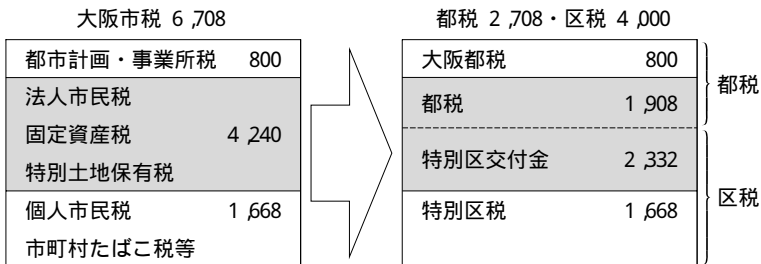 大阪市税 6,708
都市計画・事業所税 800
法人市民税
固定資産税 4,240
特別土地保有税
個人市民税 1,668
市町村たばこ税等
都税 2,708・区税 4,000
大阪都税 800
都税 1,908
特別区交付金 2,332
特別区税 1,668
都税
区税